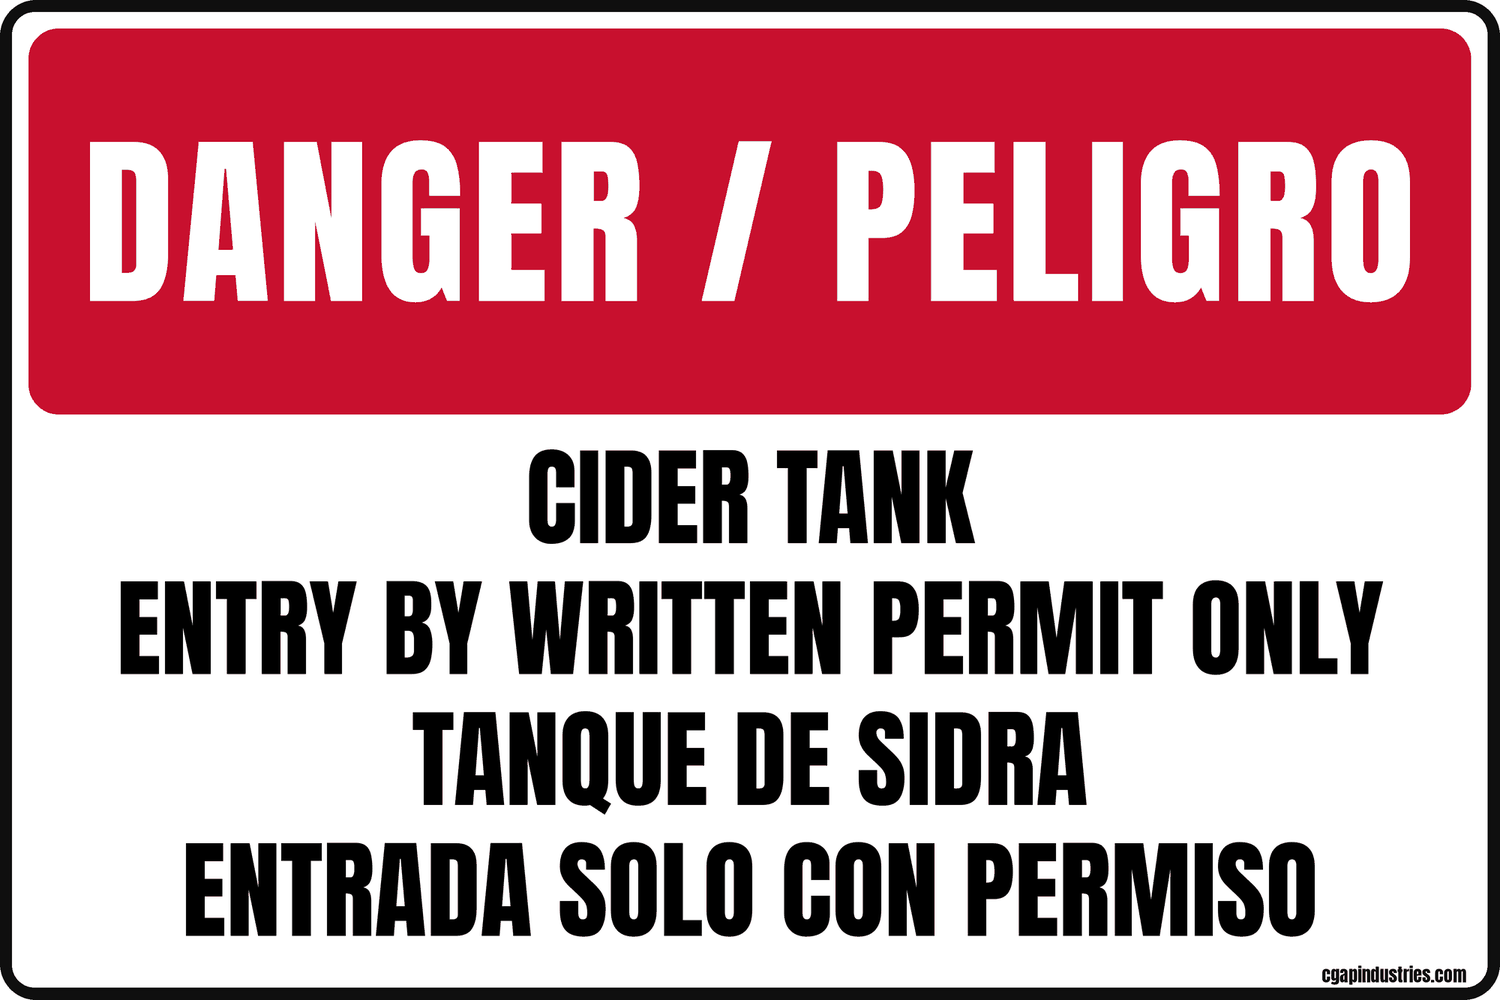 DANGER / PELIGRO
CIDER TANK
ENTRY BY WRITTEN PERMIT ONLY
TANQUE DE SIDRA
ENTRADA SOLO CON PERMISO
cgapindustries.com